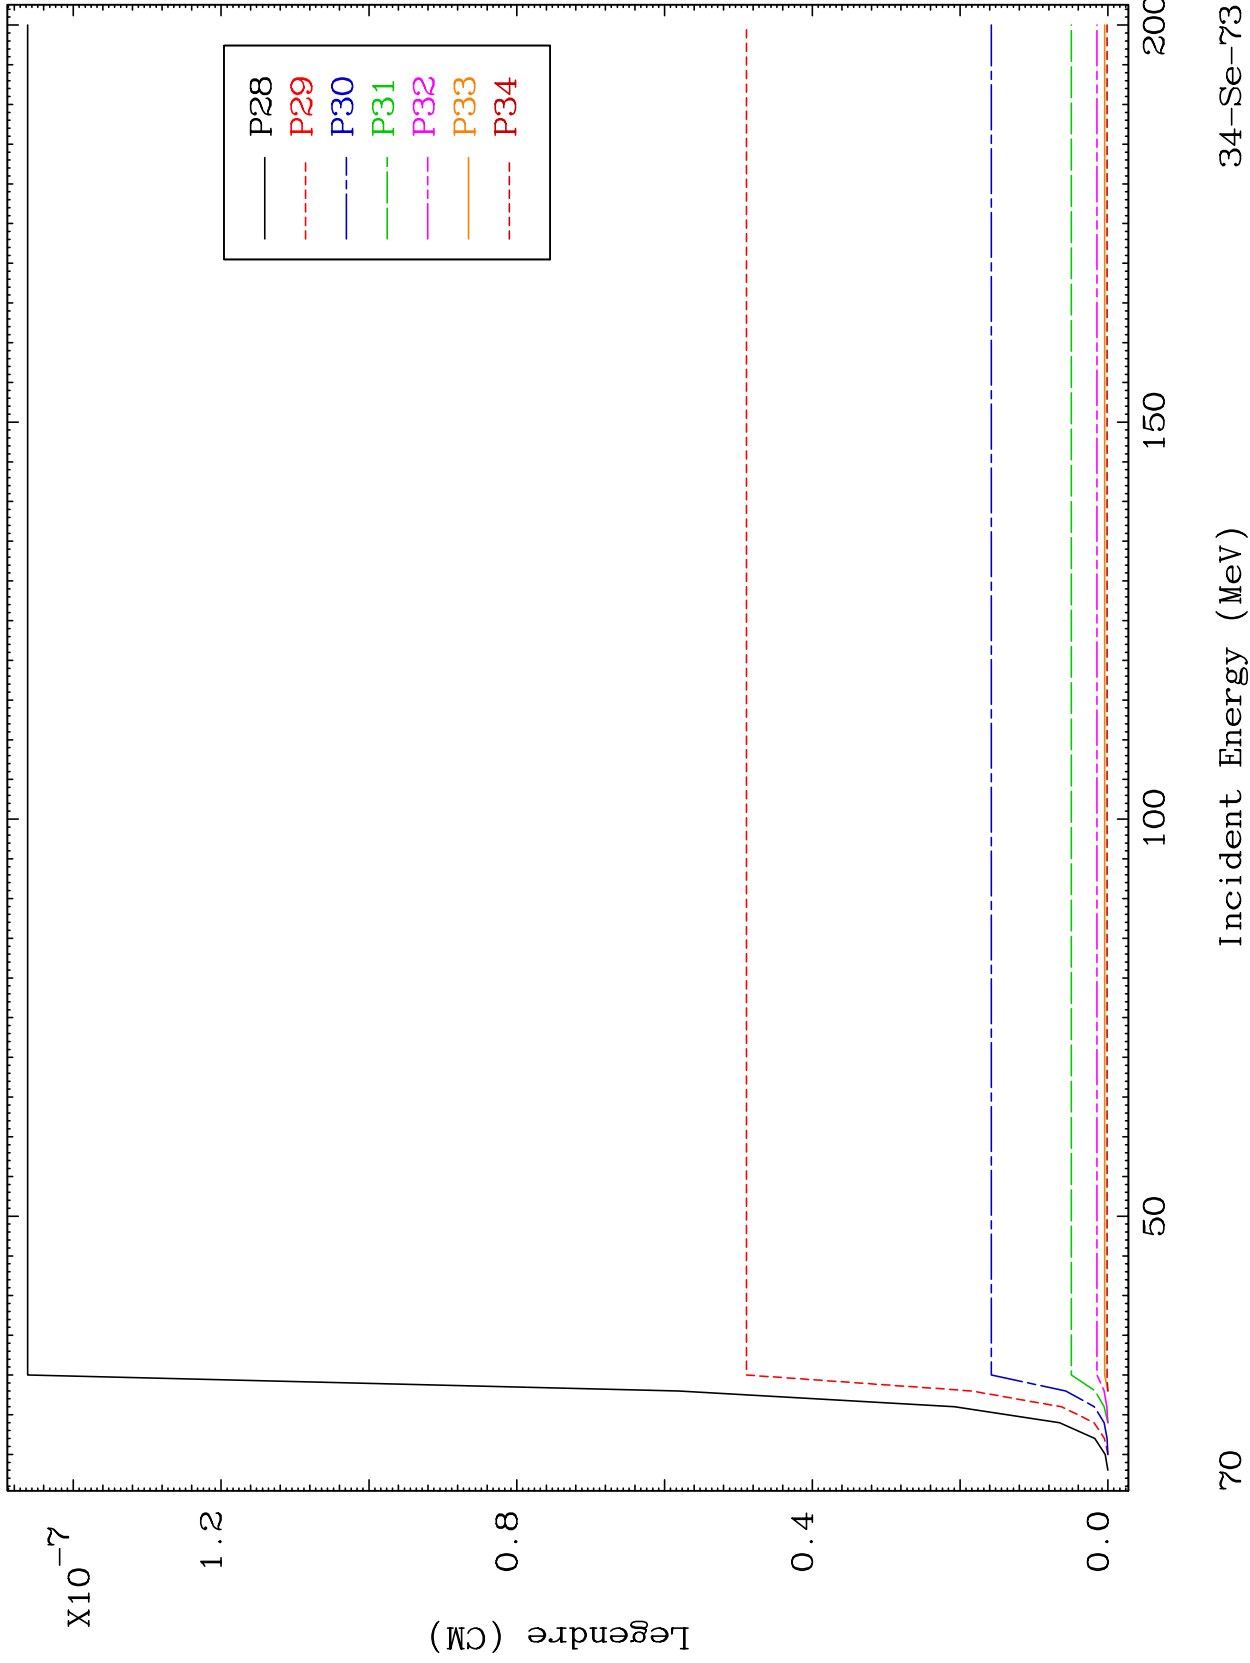 X10-7
1.2
0.8
0.4
0.0
Legendre (CM)
P28
P29
P30
P31
P32
P33
P34
50
100
150
200
Incident Energy (MeV)
70
34-Se-73